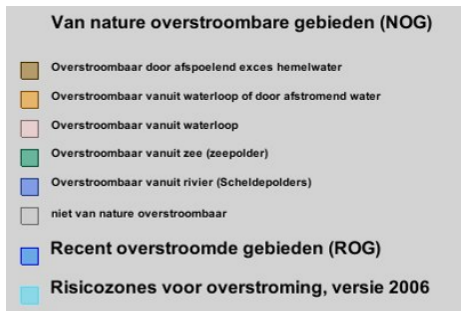 Van nature overstroombare gebieden (NOG)
Overstroombaar door afspoelend exces hemelwater
Overstroombaar vanuit waterloop of door afstromend water
Overstroombaar vanuit waterloop
Overstroombaar vanuit zee (zeepolder)
Overstroombaar vanuit rivier (Scheldepolders)
niet van nature overstroombaar
Recent overstroomde gebieden (ROG)
Risicozones voor overstroming, versie 2006